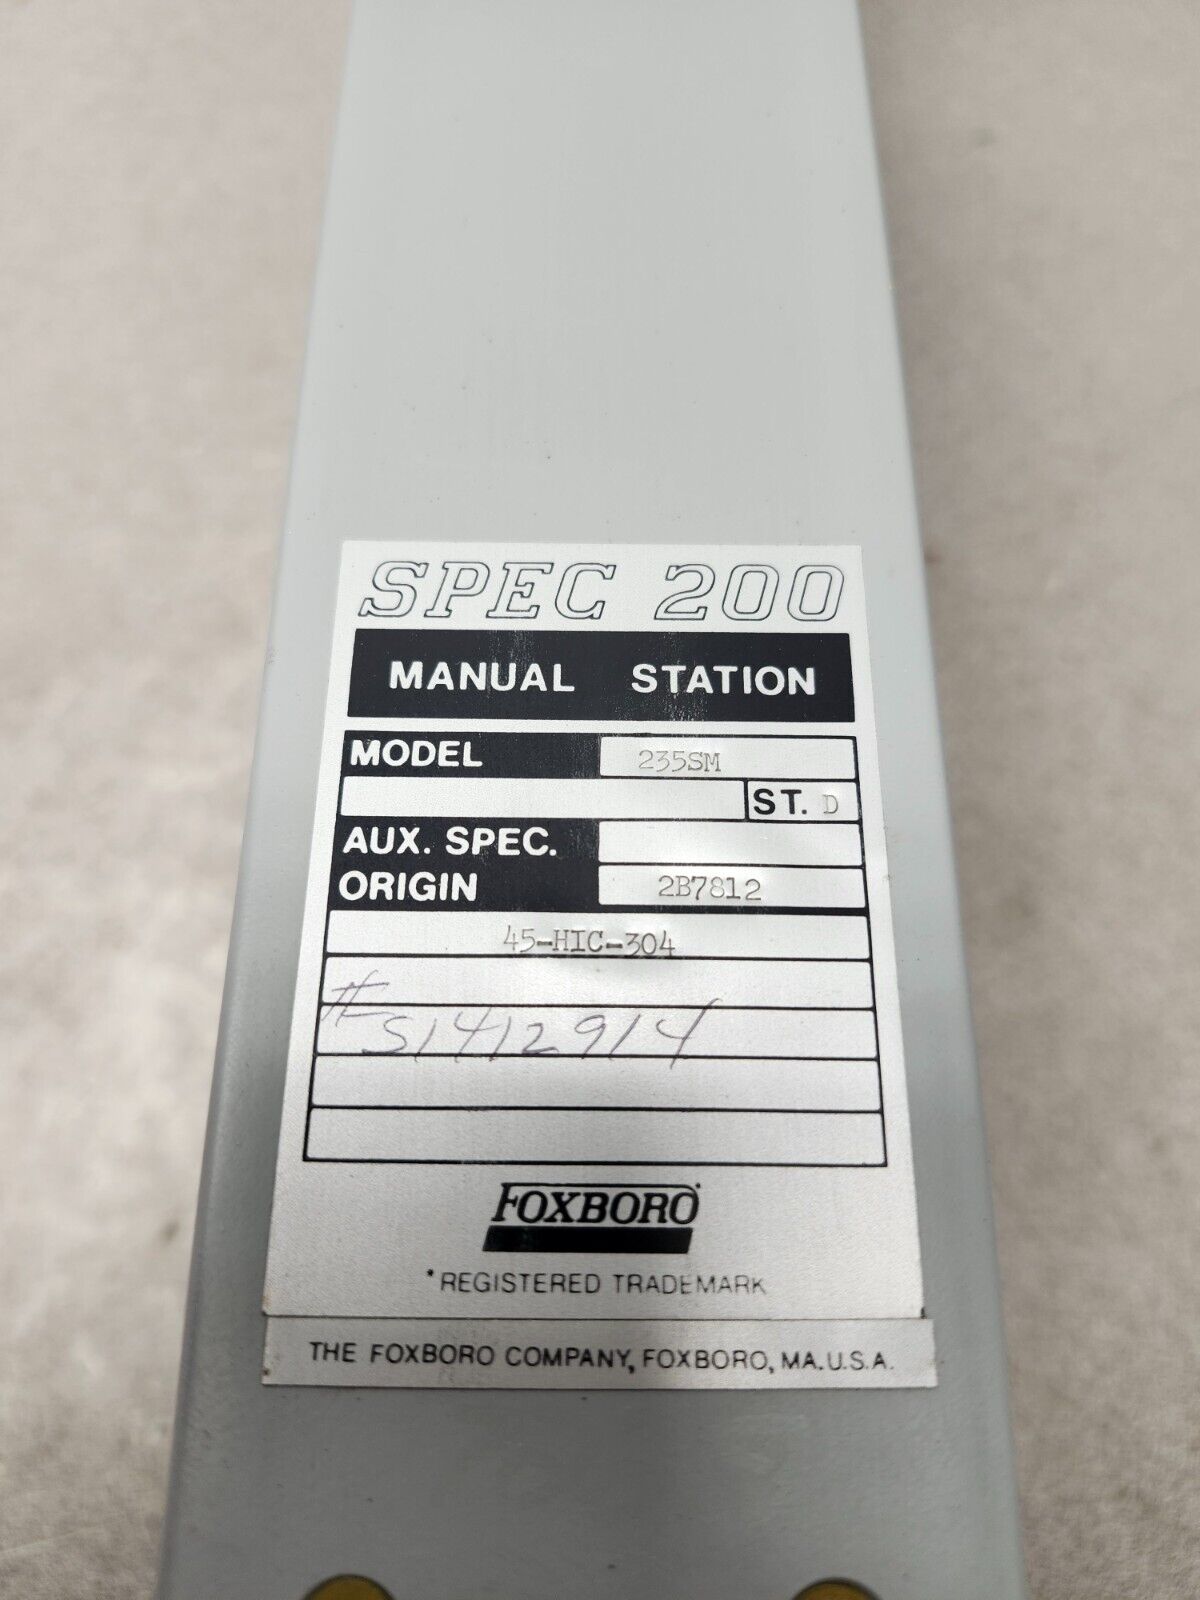 SPEC 200
MANUAL STATION
MODEL 235SM
ST. D
AUX. SPEC.
ORIGIN 2B7812
45-HIC-304
#
S1412914
FOXBORO
*REGISTERED TRADEMARK
THE FOXBORO COMPANY, FOXBORO, MA. U.S.A.